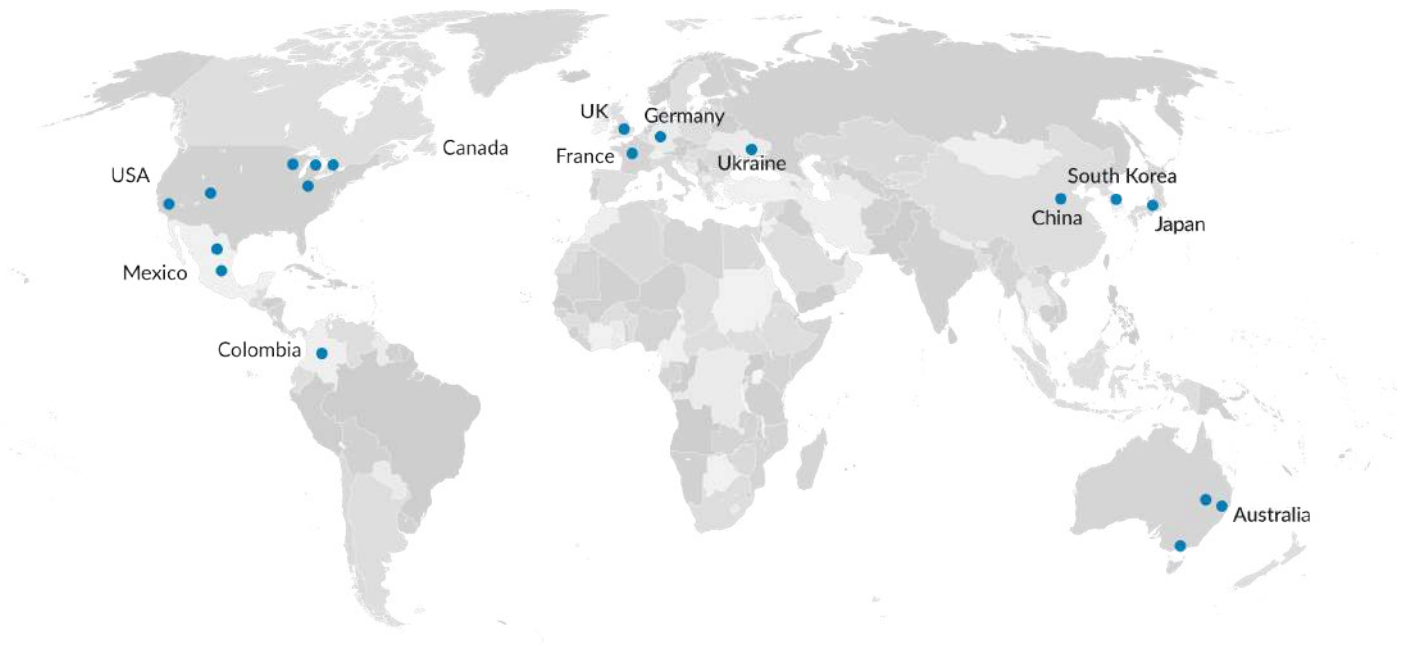 UK
Germany
Canada
France
Ukraine
USA
South Korea
China
Japan
Mexico
Colombia
Australia